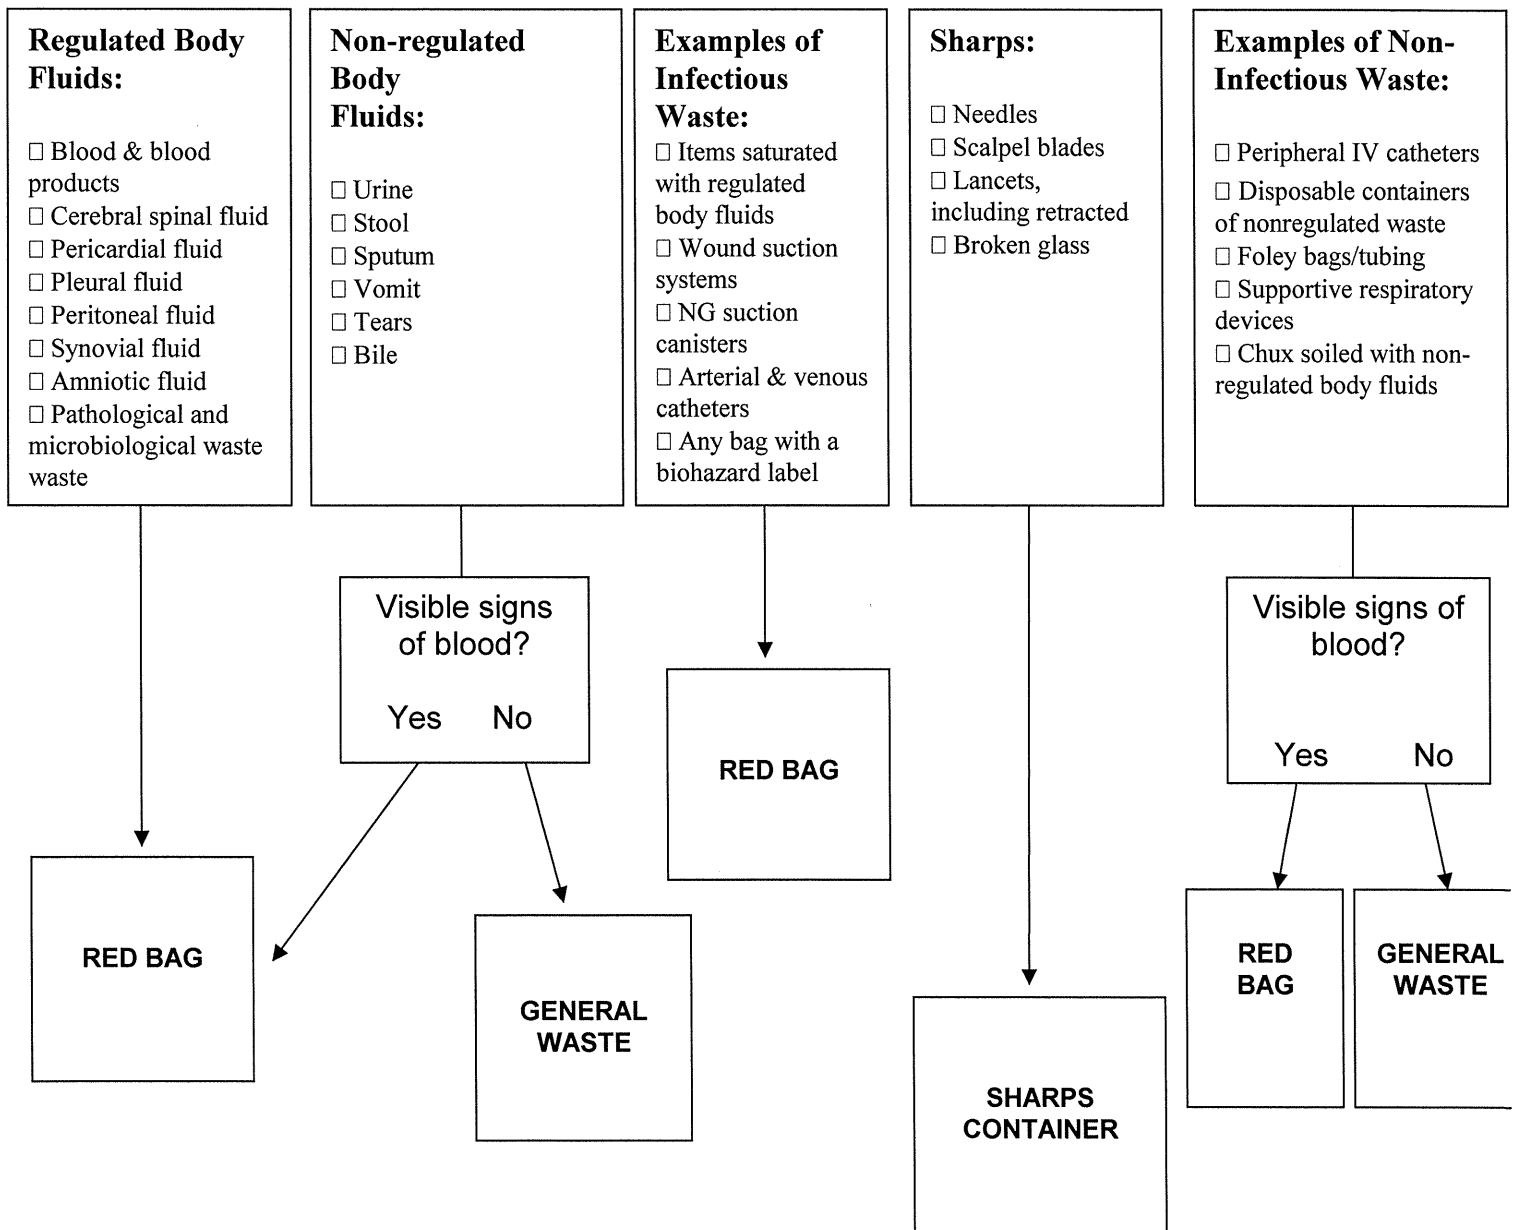 Regulated Body
Fluids:
☐ Blood & blood
products
☐ Cerebral spinal fluid
☐ Pericardial fluid
☐ Pleural fluid
☐ Peritoneal fluid
☐ Synovial fluid
☐ Amniotic fluid
☐ Pathological and
microbiological waste
waste
Non-regulated
Body
Fluids:
☐ Urine
☐ Stool
☐ Sputum
☐ Vomit
☐ Tears
☐ Bile
Examples of
Infectious
Waste:
☐ Items saturated
with regulated
body fluids
☐ Wound suction
systems
☐ NG suction
canisters
☐ Arterial & venous
catheters
☐ Any bag with a
biohazard label
Sharps:
☐ Needles
☐ Scalpel blades
☐ Lancets,
including retracted
☐ Broken glass
Examples of Non-
Infectious Waste:
☐ Peripheral IV catheters
☐ Disposable containers
of nonregulated waste
☐ Foley bags/tubing
☐ Supportive respiratory
devices
☐ Chux soiled with non-
regulated body fluids
Visible signs
of blood?
Yes No
Visible signs of
blood?
Yes No
RED BAG
RED BAG
GENERAL
WASTE
SHARPS
CONTAINER
RED
BAG
GENERAL
WASTE